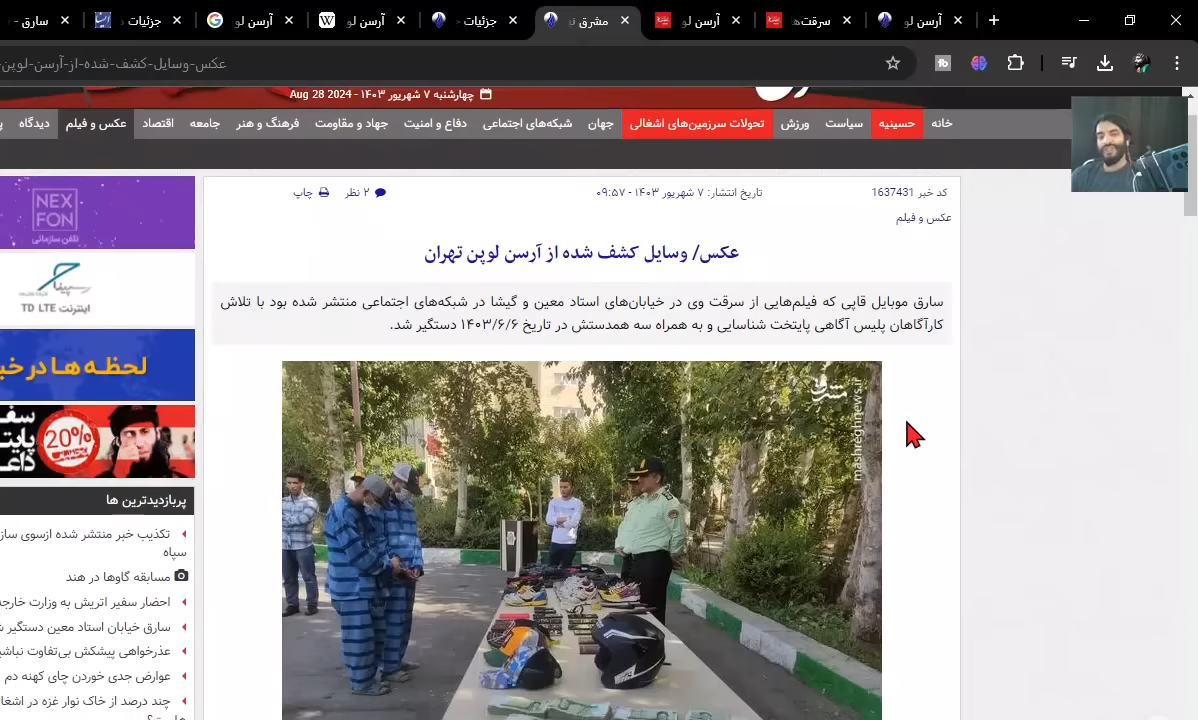 سارق -
جزئیات
آرسن لو
آرسن لو
جزئیات
مشرق
آرسن لو
سرقت‌ه
آرسن لو
عکس-وسایل-کشف-شده-از-آرسن-لوپن-
چهارشنبه ۷ شهریور ۱۴۰۳ - Aug 28 2024
خانه
حسینیه
سیاست
ورزش
تحولات سرزمین‌های اشغالی
جهان
شبکه‌های اجتماعی
دفاع و امنیت
جهاد و مقاومت
فرهنگ و هنر
جامعه
اقتصاد
عکس و فیلم
دیدگاه
کد خبر 1637431
تاریخ انتشار: ۷ شهریور ۱۴۰۳ - ۰۹:۵۷
۲ نظر
چاپ
عکس و فیلم
عکس/ وسایل کشف شده از آرسن لوپن تهران
سارق موبایل قاپی که فیلم‌هایی از سرقت وی در خیابان‌های استاد معین و گیشا در شبکه‌های اجتماعی منتشر شده بود با تلاش
کارآگاهان پلیس آگاهی پایتخت شناسایی و به همراه سه همدستش در تاریخ ۱۴۰۳/۶/۶ دستگیر شد.
مشرق
mashreghnews.ir
NEX
FON
تلفن سازمانی
اینترنت TD LTE
لحظه ها در خب
سف
پایت
داع
20%
پربازدیدترین ها
تکذیب خبر منتشر شده ازسوی ساز
سپاه
مسابقه گاوها در هند
احضار سفیر اتریش به وزارت خارجه
سارق خیابان استاد معین دستگیر ش
عذرخواهی پیشکش بی‌تفاوت نباشی
عوارض جدی خوردن چای کهنه دم
چند درصد از خاک نوار غزه در اشغا